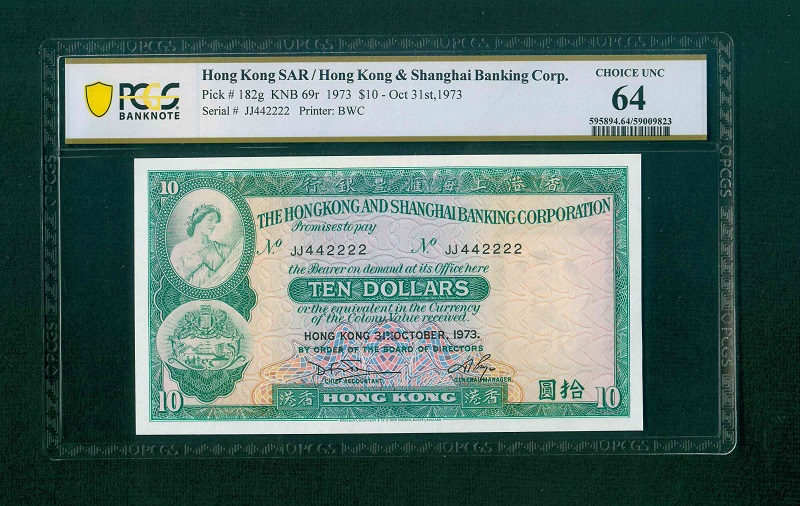 Hong Kong SAR / Hong Kong & Shanghai Banking Corp.
Pick # 182g KNB 69r 1973 $10 - Oct 31st,1973
Serial # JJ442222 Printer: BWC
PCGS
BANKNOTE
CHOICE UNC
64
595894.64/59009823
10
行銀豐滙海上港香
THE HONGKONG AND SHANGHAI BANKING CORPORATION
Promises to pay
No JJ442222 No JJ442222
the Bearer on demand at its Office here
TEN DOLLARS
or the equivalent in the Currency
of the Colony Value received.
HONG KONG 31ST OCTOBER, 1973.
BY ORDER OF THE BOARD OF DIRECTORS
CHIEF ACCOUNTANT. GENERAL MANAGER.
10 港香 HONG KONG 港香 圓拾 10